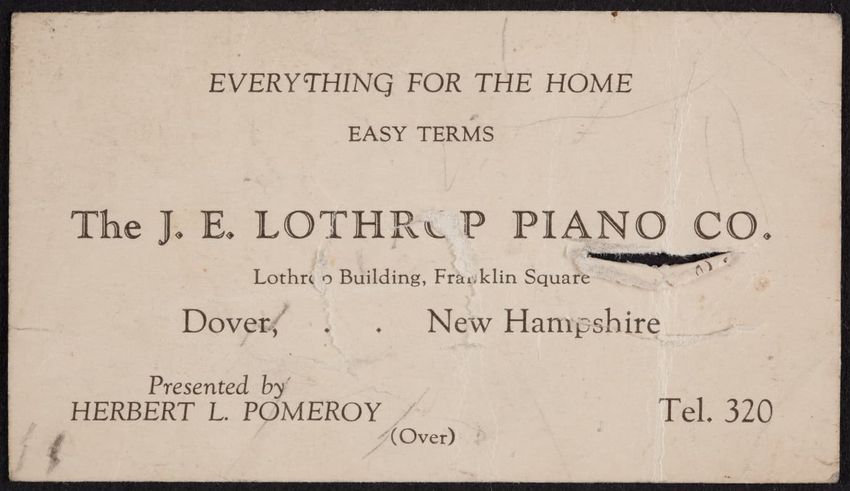 EVERYTHING FOR THE HOME
EASY TERMS
The J. E. LOTHROP PIANO CO.
Lothrop Building, Franklin Square
Dover, . . New Hampshire
Presented by
HERBERT L. POMEROY
Tel. 320
(Over)